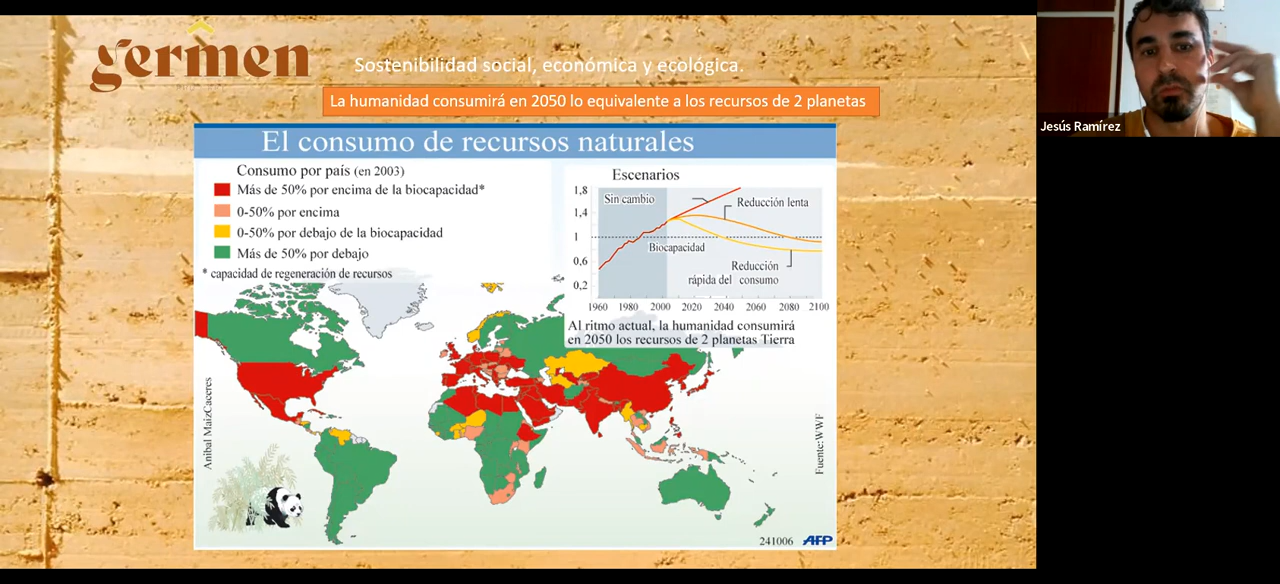 germen
Sostenibilidad social, económica y ecológica.
La humanidad consumirá en 2050 lo equivalente a los recursos de 2 planetas
El consumo de recursos naturales
Consumo por país (en 2003)
Más de 50% por encima de la biocapacidad*
0-50% por encima
0-50% por debajo de la biocapacidad
Más de 50% por debajo
* capacidad de regeneración de recursos
Escenarios
1,8
1,4
1
0,6
0,2
Sin cambio
Reducción lenta
Biocapacidad
Reducción
rápida del consumo
1960 1980 2000 2020 2040 2060 2080 2100
Al ritmo actual, la humanidad consumirá
en 2050 los recursos de 2 planetas Tierra
Anibal MaizCaceres
Fuente:WWF
241006 AFP
Jesús Ramírez